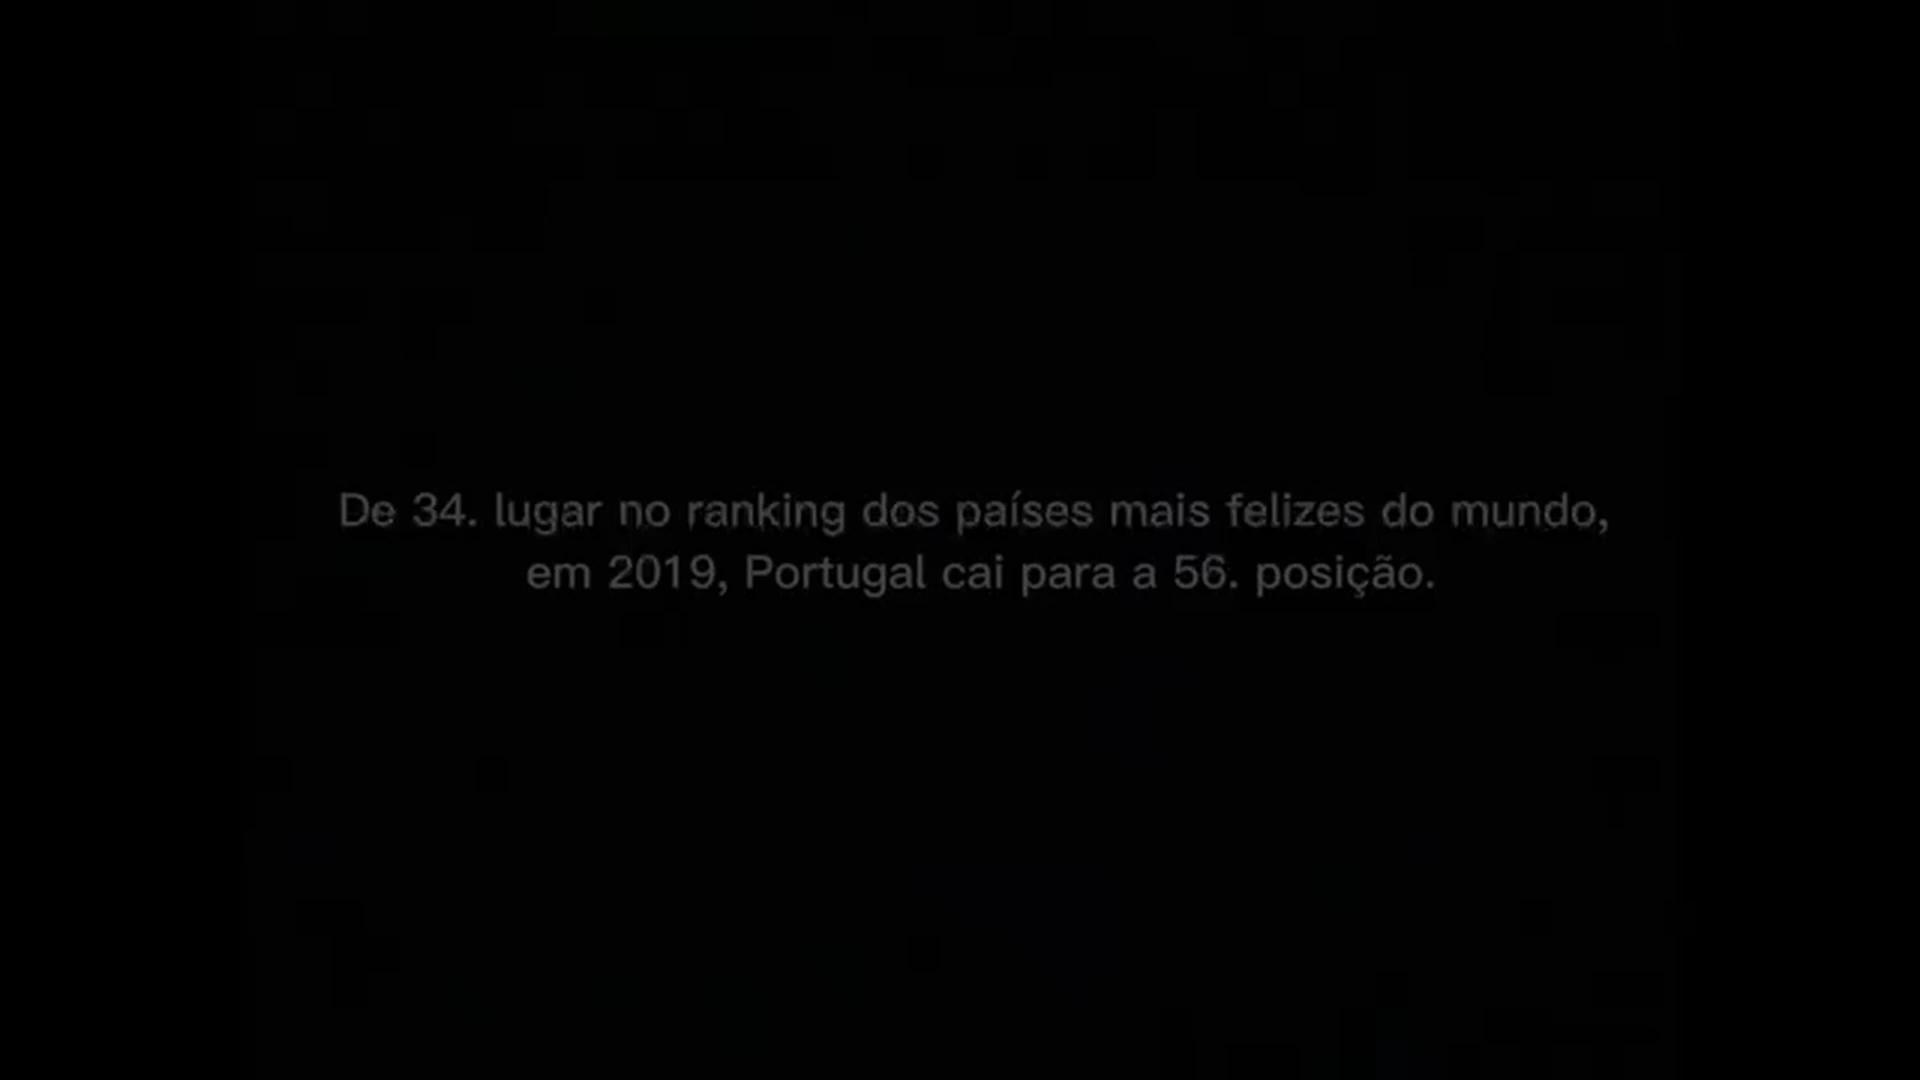 De 34. lugar no ranking dos países mais felizes do mundo,
em 2019, Portugal cai para a 56. posição.